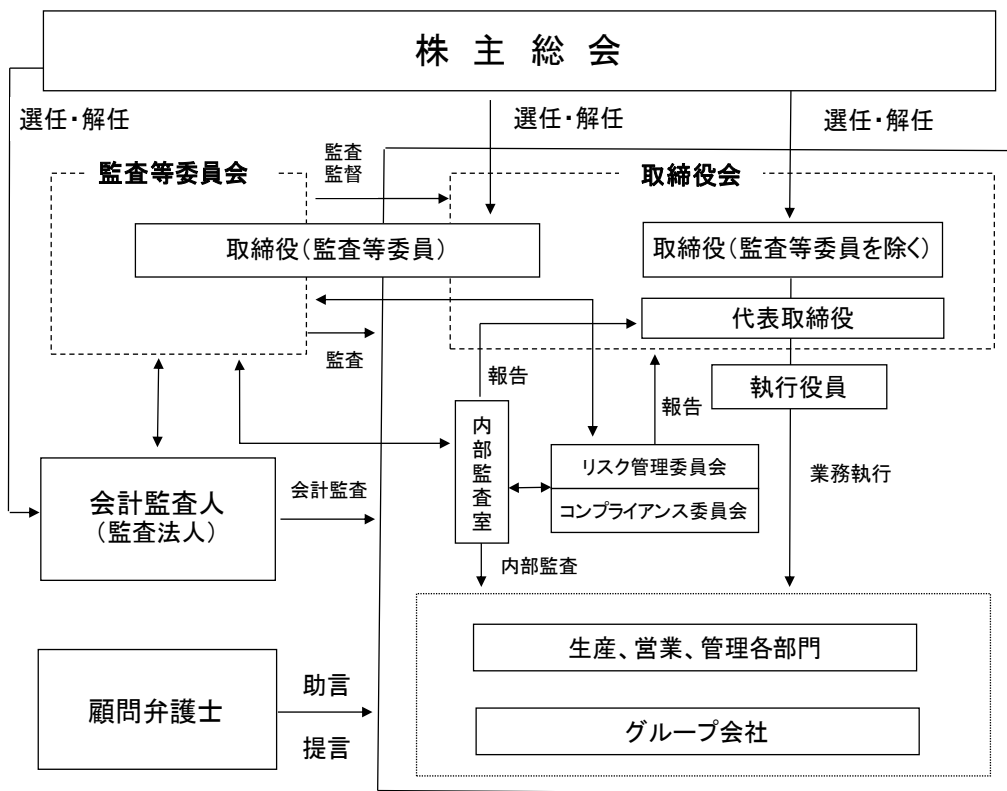 株 主 総 会
選任・解任
選任・解任
選任・解任
監査
監督
監査等委員会
取締役会
取締役(監査等委員)
取締役(監査等委員を除く)
代表取締役
監査
報告
報告
執行役員
内部監査室
リスク管理委員会
コンプライアンス委員会
業務執行
会計監査人
(監査法人)
会計監査
内部監査
生産、営業、管理各部門
顧問弁護士
助言
提言
グループ会社